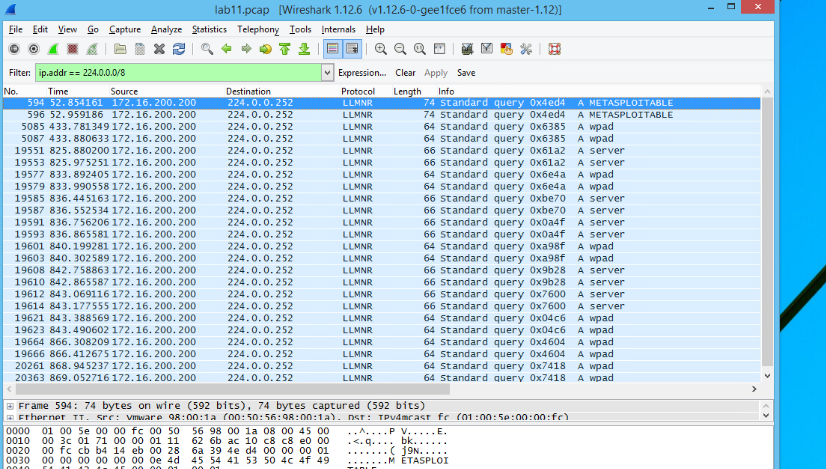 lab11.pcap [Wireshark 1.12.6 (v1.12.6-0-gee1fce6 from master-1.12)]
File Edit View Go Capture Analyze Statistics Telephony Tools Internals Help
Filter: ip.addr == 224.0.0.0/8 Expression... Clear Apply Save
No. Time Source Destination Protocol Length Info
594 52.854161 172.16.200.200 224.0.0.252 LLMNR 74 Standard query 0x4ed4 A METASPLOITABLE
596 52.959186 172.16.200.200 224.0.0.252 LLMNR 74 Standard query 0x4ed4 A METASPLOITABLE
5085 433.781349 172.16.200.200 224.0.0.252 LLMNR 64 Standard query 0x6385 A wpad
5087 433.880633 172.16.200.200 224.0.0.252 LLMNR 64 Standard query 0x6385 A wpad
19551 825.880200 172.16.200.200 224.0.0.252 LLMNR 66 Standard query 0x61a2 A server
19553 825.975251 172.16.200.200 224.0.0.252 LLMNR 66 Standard query 0x61a2 A server
19577 833.892405 172.16.200.200 224.0.0.252 LLMNR 64 Standard query 0x6e4a A wpad
19579 833.990558 172.16.200.200 224.0.0.252 LLMNR 64 Standard query 0x6e4a A wpad
19585 836.445163 172.16.200.200 224.0.0.252 LLMNR 66 Standard query 0xbe70 A server
19587 836.552534 172.16.200.200 224.0.0.252 LLMNR 66 Standard query 0xbe70 A server
19591 836.756206 172.16.200.200 224.0.0.252 LLMNR 66 Standard query 0x0a4f A server
19593 836.865581 172.16.200.200 224.0.0.252 LLMNR 66 Standard query 0x0a4f A server
19601 840.199281 172.16.200.200 224.0.0.252 LLMNR 64 Standard query 0xa98f A wpad
19603 840.302589 172.16.200.200 224.0.0.252 LLMNR 64 Standard query 0xa98f A wpad
19608 842.758863 172.16.200.200 224.0.0.252 LLMNR 66 Standard query 0x9b28 A server
19610 842.865587 172.16.200.200 224.0.0.252 LLMNR 66 Standard query 0x9b28 A server
19612 843.069116 172.16.200.200 224.0.0.252 LLMNR 66 Standard query 0x7600 A server
19614 843.177555 172.16.200.200 224.0.0.252 LLMNR 66 Standard query 0x7600 A server
19621 843.388569 172.16.200.200 224.0.0.252 LLMNR 64 Standard query 0x04c6 A wpad
19623 843.490602 172.16.200.200 224.0.0.252 LLMNR 64 Standard query 0x04c6 A wpad
19664 866.308209 172.16.200.200 224.0.0.252 LLMNR 64 Standard query 0x4604 A wpad
19666 866.412675 172.16.200.200 224.0.0.252 LLMNR 64 Standard query 0x4604 A wpad
20261 868.945237 172.16.200.200 224.0.0.252 LLMNR 64 Standard query 0x7418 A wpad
20363 869.052716 172.16.200.200 224.0.0.252 LLMNR 64 Standard query 0x7418 A wpad
Frame 594: 74 bytes on wire (592 bits), 74 bytes captured (592 bits)
Ethernet II, Src: Vmware_98:00:1a (00:50:56:98:00:1a), Dst: IPv4mcast_fc (01:00:5e:00:00:fc)
0000 01 00 5e 00 00 fc 00 50 56 98 00 1a 08 00 45 00 ..^....P V.....E.
0010 00 3c 01 71 00 00 01 11 62 6b ac 10 c8 c8 e0 00 .<.q.... bk......
0020 00 fc cb b4 14 eb 00 28 6a 39 4e d4 00 00 00 01 .......( j9N.....
0030 00 00 00 00 00 00 0e 4d 45 54 41 53 50 4c 4f 49 .......M ETASPLOI